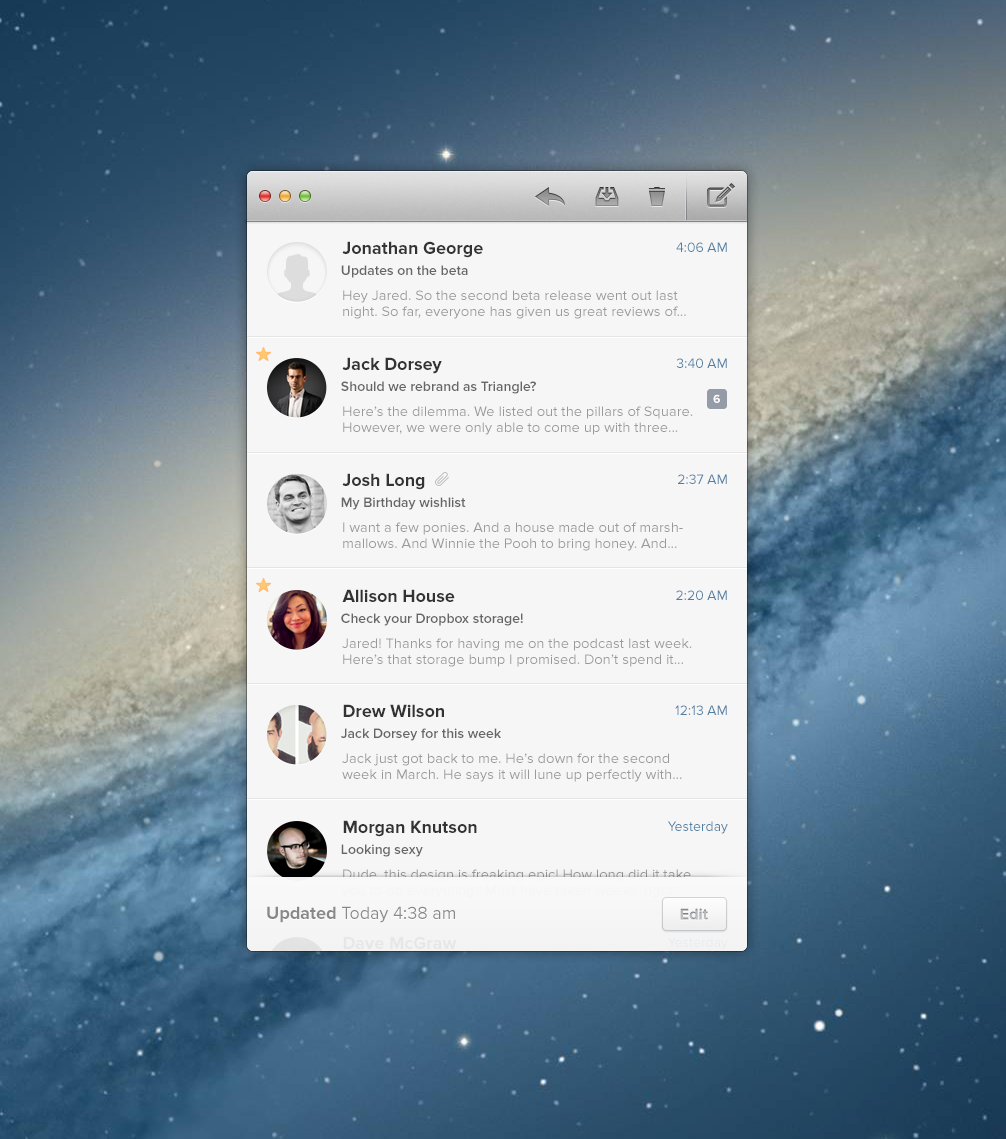 Jonathan George
4:06 AM
Updates on the beta
Hey Jared. So the second beta release went out last
night. So far, everyone has given us great reviews of...
Jack Dorsey
3:40 AM
Should we rebrand as Triangle?
6
Here's the dilemma. We listed out the pillars of Square.
However, we were only able to come up with three...
Josh Long
2:37 AM
My Birthday wishlist
I want a few ponies. And a house made out of marsh-
mallows. And Winnie the Pooh to bring honey. And...
Allison House
2:20 AM
Check your Dropbox storage!
Jared! Thanks for having me on the podcast last week.
Here's that storage bump I promised. Don't spend it...
Drew Wilson
12:13 AM
Jack Dorsey for this week
Jack just got back to me. He's down for the second
week in March. He says it will lune up perfectly with...
Morgan Knutson
Yesterday
Looking sexy
Dude, this design is freaking epic! How long did it take
Updated Today 4:38 am
Edit
Dave McGraw
Yesterday